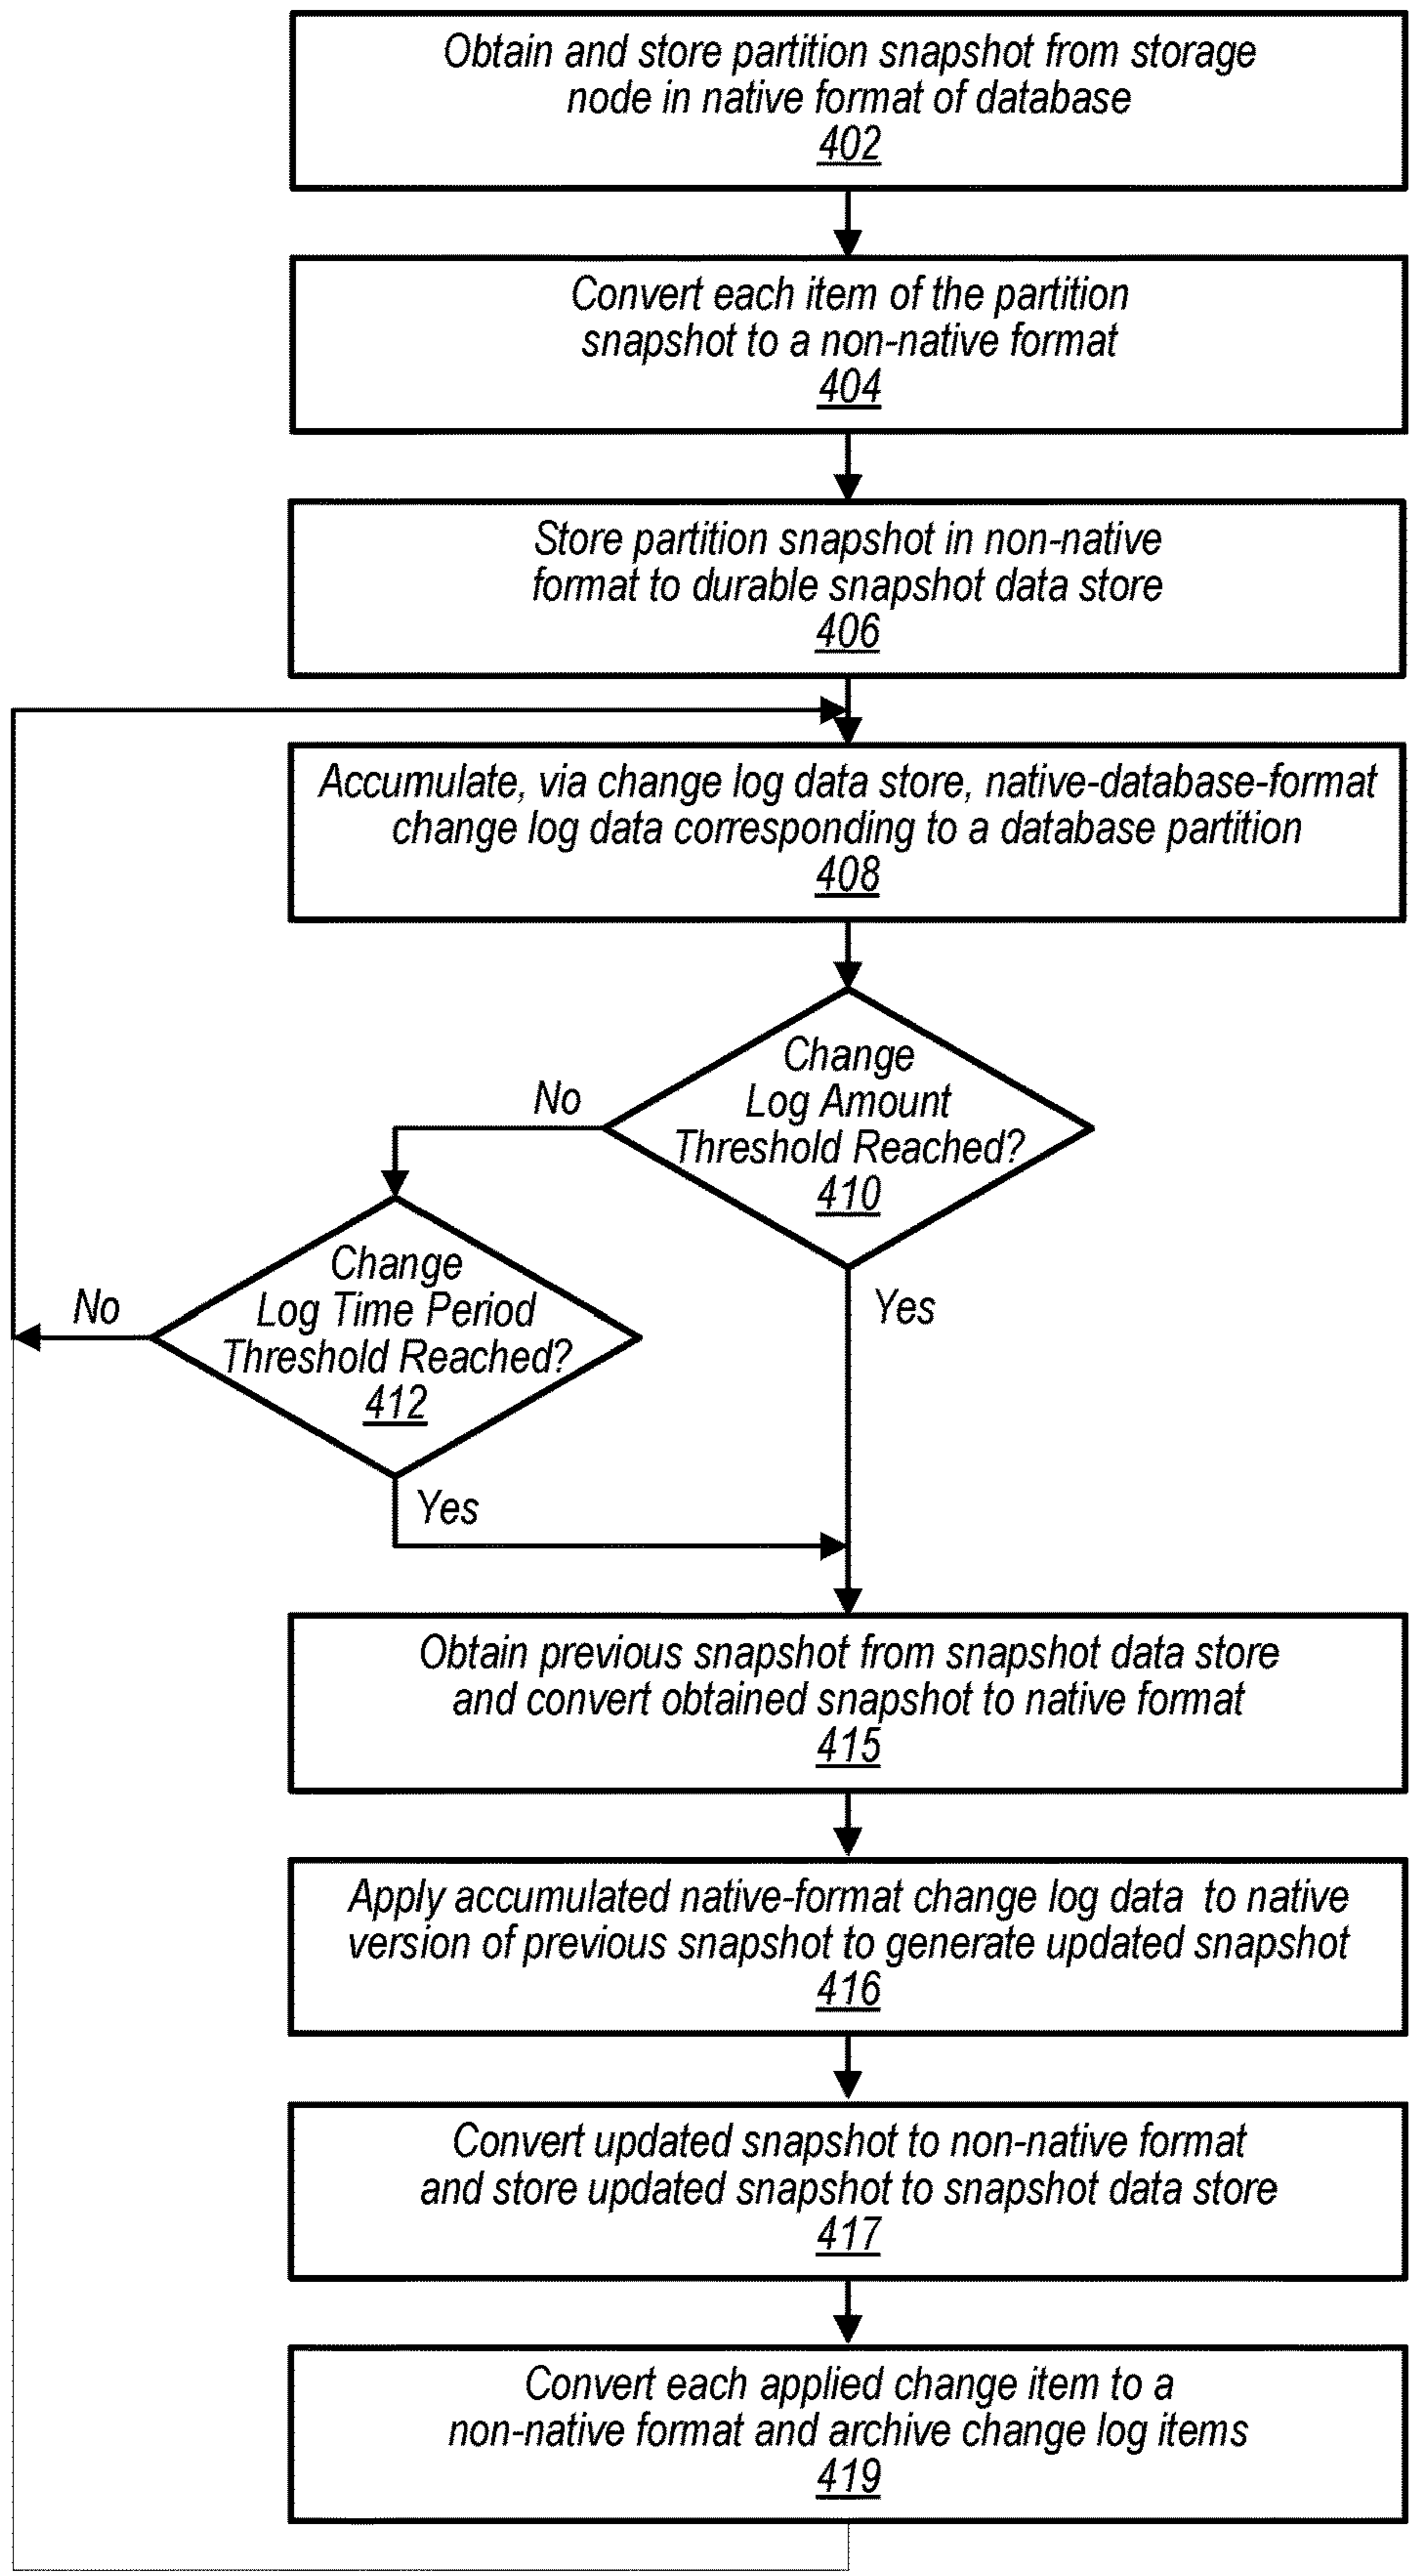 Obtain and store partition snapshot from storage
node in native format of database
402
Convert each item of the partition
snapshot to a non-native format
404
Store partition snapshot in non-native
format to durable snapshot data store
406
Accumulate, via change log data store, native-database-format
change log data corresponding to a database partition
408
Change
Log Amount
Threshold Reached?
410
No
Yes
Change
Log Time Period
Threshold Reached?
412
No
Yes
Obtain previous snapshot from snapshot data store
and convert obtained snapshot to native format
415
Apply accumulated native-format change log data to native
version of previous snapshot to generate updated snapshot
416
Convert updated snapshot to non-native format
and store updated snapshot to snapshot data store
417
Convert each applied change item to a
non-native format and archive change log items
419